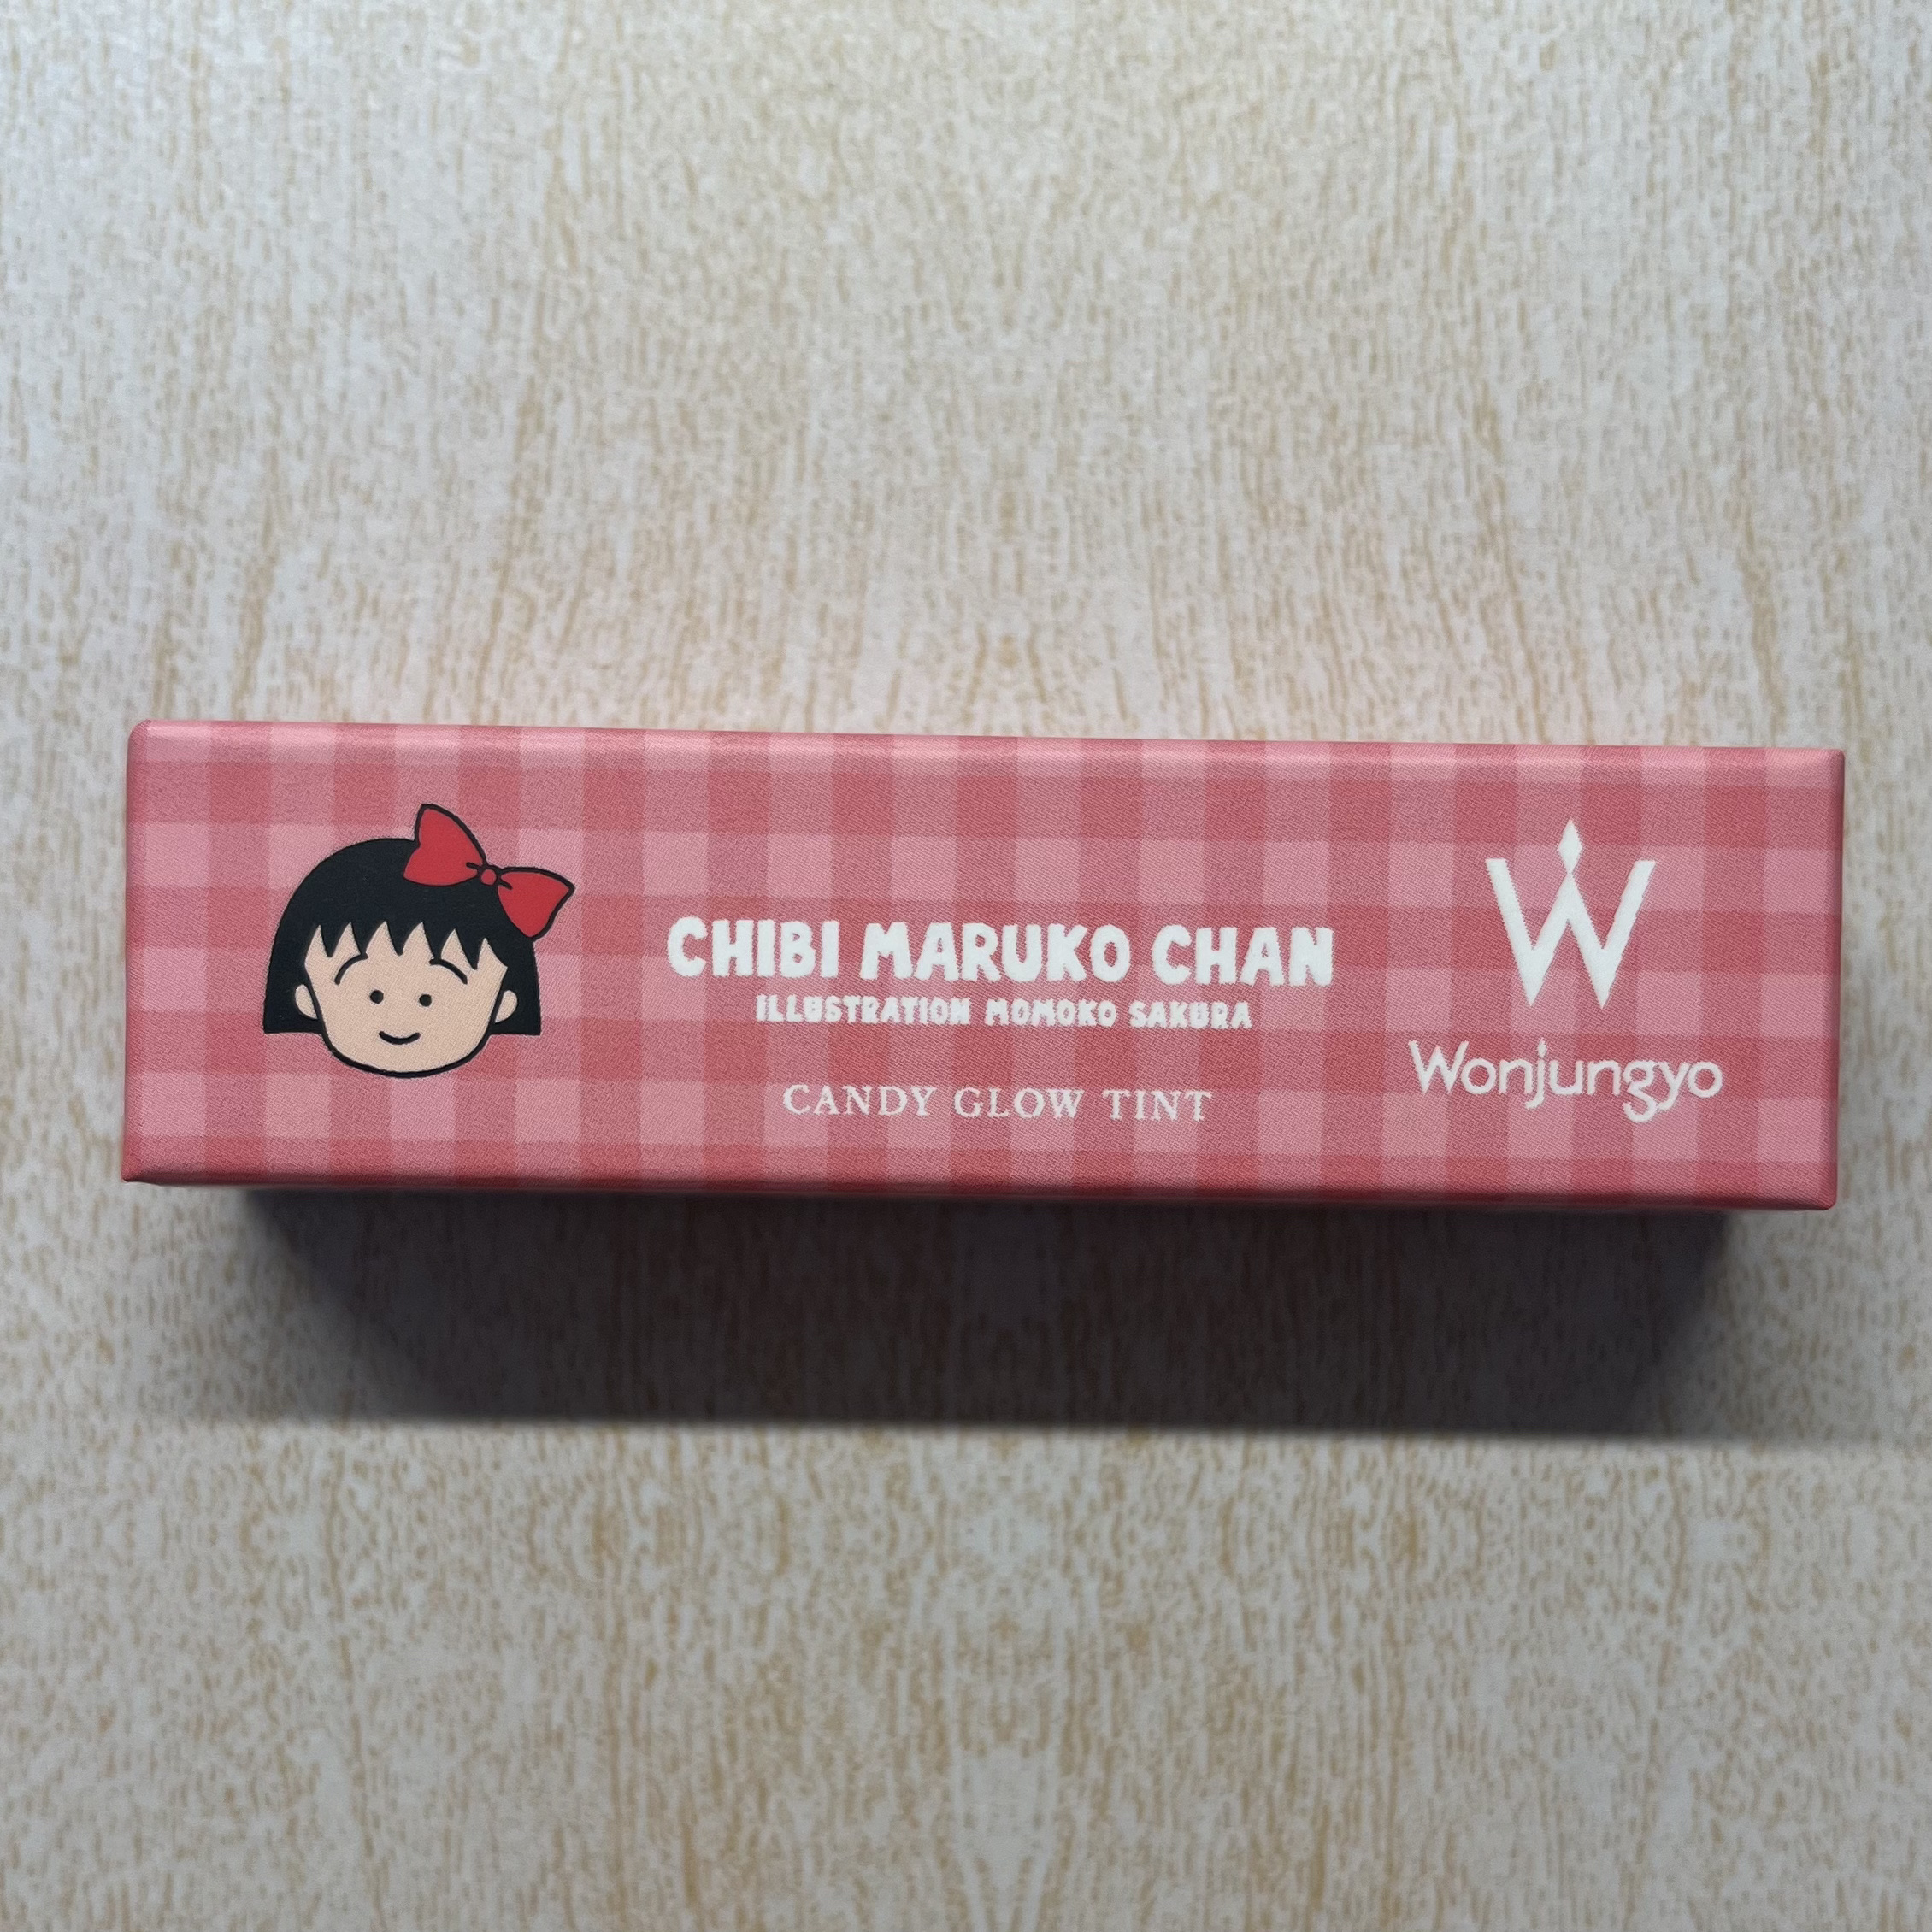 CHIBI MARUKO CHAN
ILLUSTRATION MOMOKO SAKURA
CANDY GLOW TINT
W
Wonjungyo